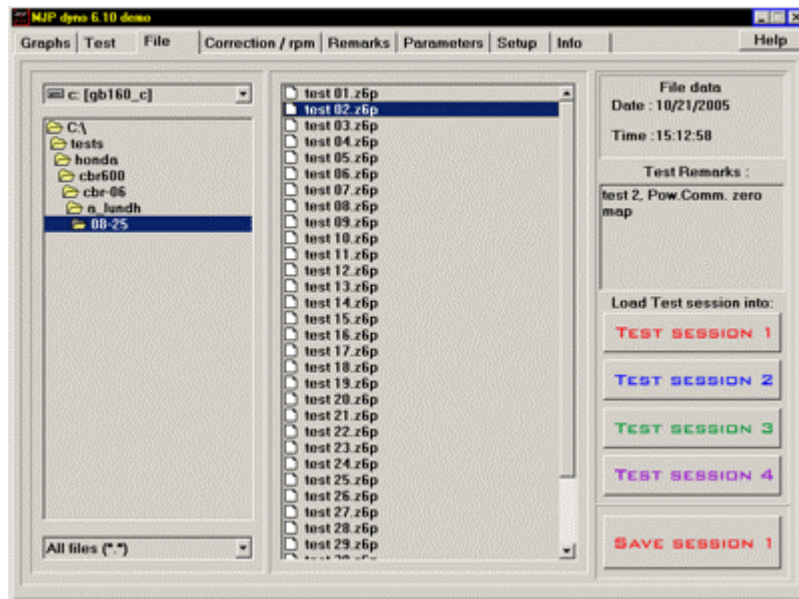 MJP dyno 6.10 demo
Graphs Test File Correction / rpm Remarks Parameters Setup Info Help
c: [gb160_c]
C:\
tests
honda
cbr600
cbr-06
n_lundh
08-25
All files (*.*)
test 01.z6p
test 02.z6p
test 03.z6p
test 04.z6p
test 05.z6p
test 06.z6p
test 07.z6p
test 08.z6p
test 09.z6p
test 10.z6p
test 11.z6p
test 12.z6p
test 13.z6p
test 14.z6p
test 15.z6p
test 16.z6p
test 17.z6p
test 18.z6p
test 19.z6p
test 20.z6p
test 21.z6p
test 22.z6p
test 23.z6p
test 24.z6p
test 25.z6p
test 26.z6p
test 27.z6p
test 28.z6p
test 29.z6p
File data
Date : 10/21/2005
Time :15:12:58
Test Remarks :
test 2, Pow.Comm. zero
map
Load Test session into:
TEST SESSION 1
TEST SESSION 2
TEST SESSION 3
TEST SESSION 4
SAVE SESSION 1